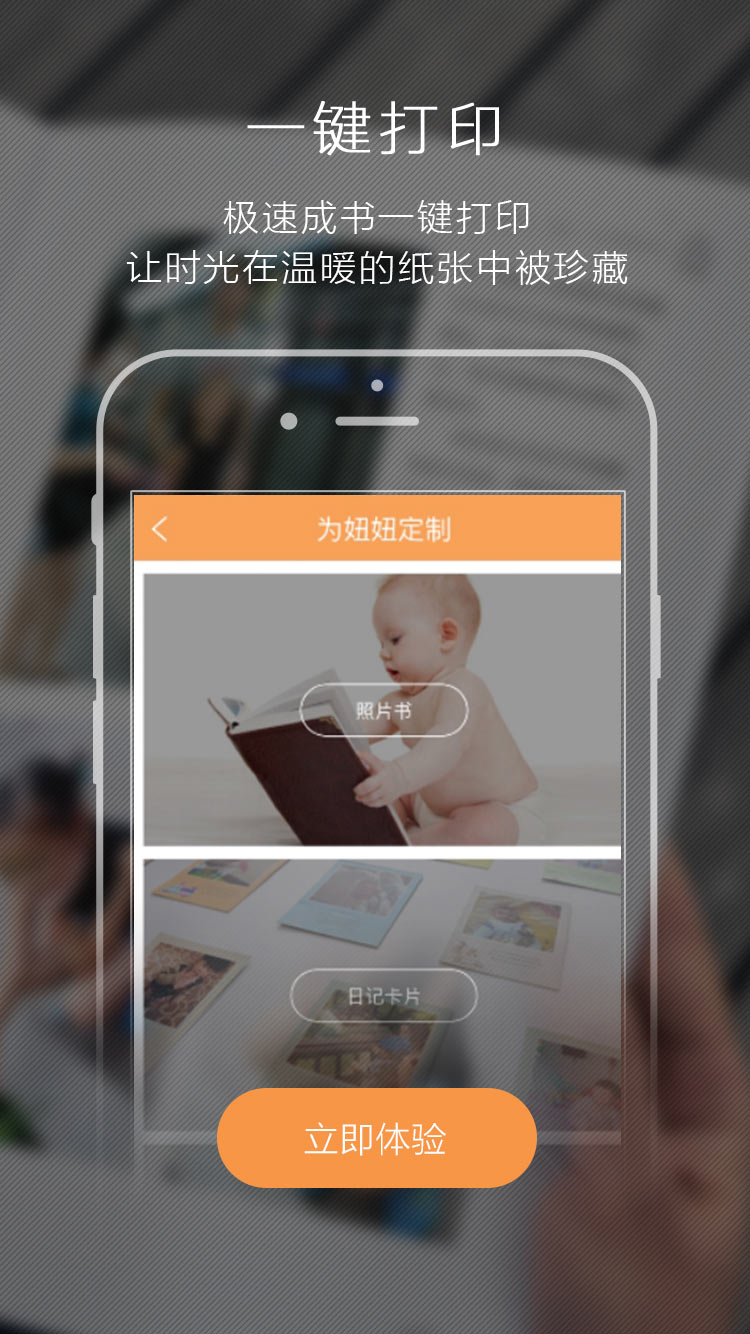 一键打印
极速成书一键打印
让时光在温暖的纸张中被珍藏
为妞妞定制
照片书
日记卡片
立即体验